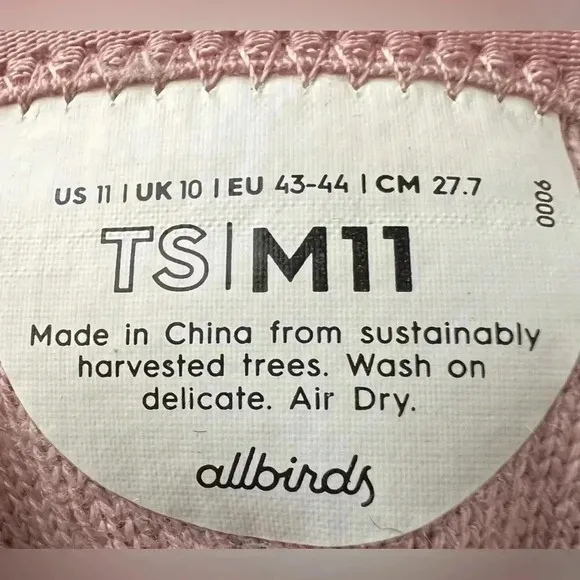 US 11 | UK 10 | EU 43-44 | CM 27.7
0006
TS|M11
Made in China from sustainably
harvested trees. Wash on
delicate. Air Dry.
allbirds